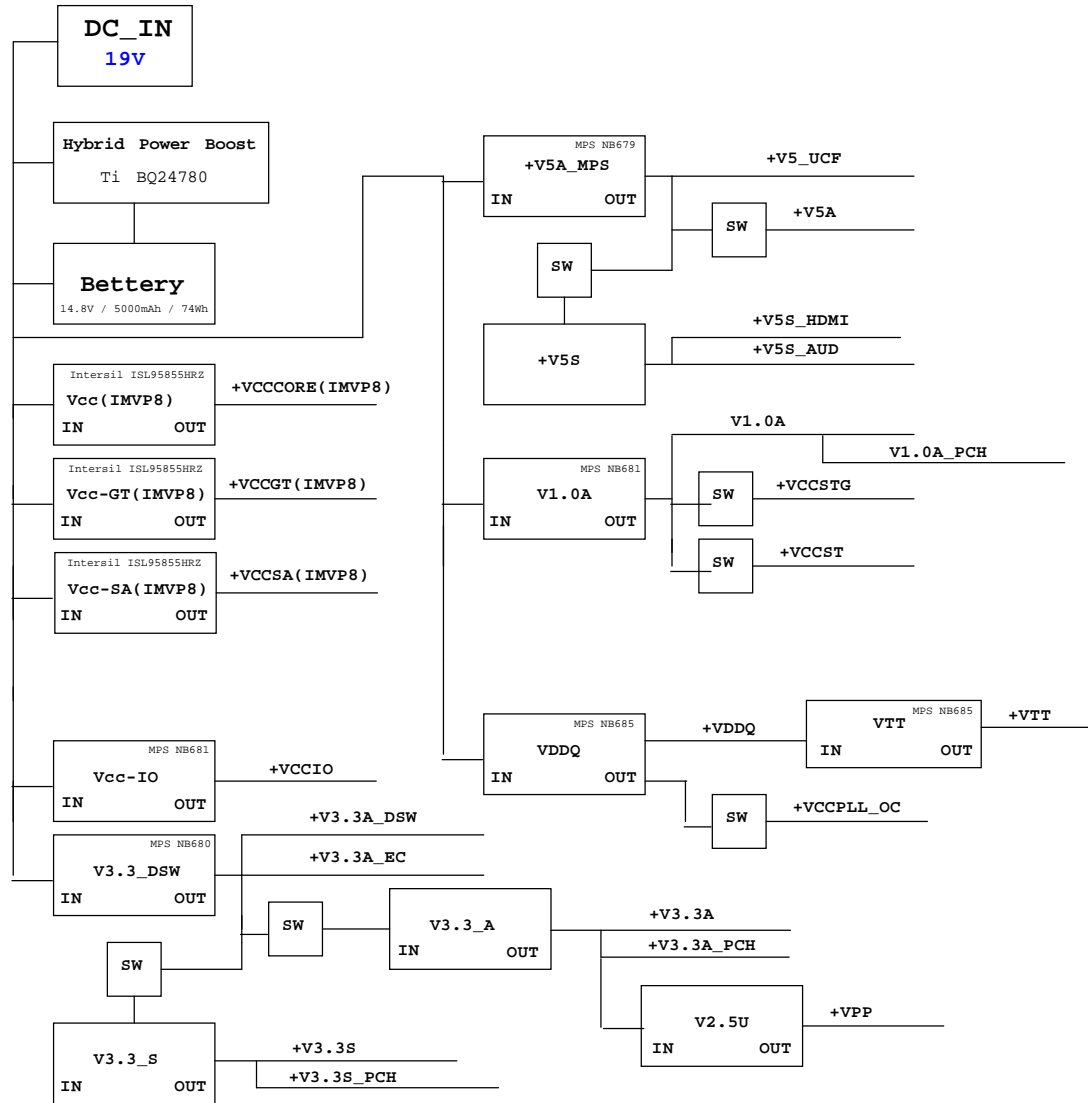 DC_IN
19V
Hybrid Power Boost
Ti BQ24780
Bettery
14.8V / 5000mAh / 74Wh
MPS NB679
+V5A_MPS
IN OUT
+V5_UCF
SW
+V5A
SW
+V5S
+V5S_HDMI
+V5S_AUD
Intersil ISL95855HRZ
Vcc(IMVP8)
IN OUT
+VCCCORE(IMVP8)
Intersil ISL95855HRZ
Vcc-GT(IMVP8)
IN OUT
+VCCGT(IMVP8)
Intersil ISL95855HRZ
Vcc-SA(IMVP8)
IN OUT
+VCCSA(IMVP8)
MPS NB681
V1.0A
IN OUT
V1.0A
V1.0A_PCH
SW
+VCCSTG
SW
+VCCST
MPS NB681
Vcc-IO
IN OUT
+VCCIO
MPS NB685
VDDQ
IN OUT
+VDDQ
MPS NB685
VTT
IN OUT
+VTT
SW
+VCCPLL_OC
MPS NB680
V3.3_DSW
IN OUT
+V3.3A_DSW
+V3.3A_EC
SW
V3.3_A
IN OUT
+V3.3A
+V3.3A_PCH
SW
V2.5U
IN OUT
+VPP
V3.3_S
IN OUT
+V3.3S
+V3.3S_PCH